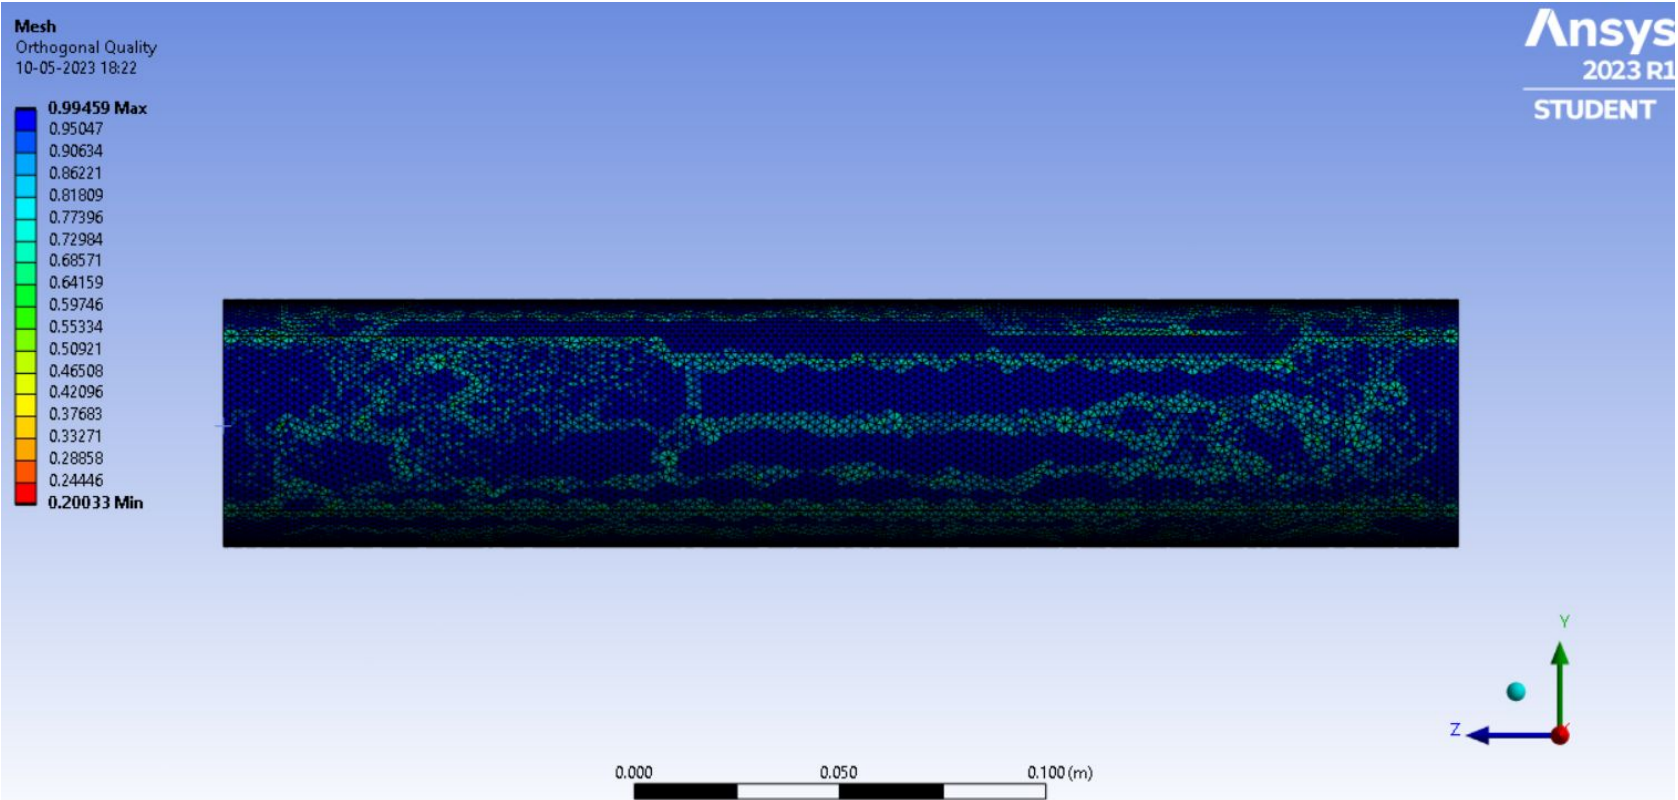 Mesh
Orthogonal Quality
10-05-2023 18:22
0.99459 Max
0.95047
0.90634
0.86221
0.81809
0.77396
0.72984
0.68571
0.64159
0.59746
0.55334
0.50921
0.46508
0.42096
0.37683
0.33271
0.28858
0.24446
0.20033 Min
Ansys
2023 R1
STUDENT
Y
Z
0.000 0.050 0.100 (m)